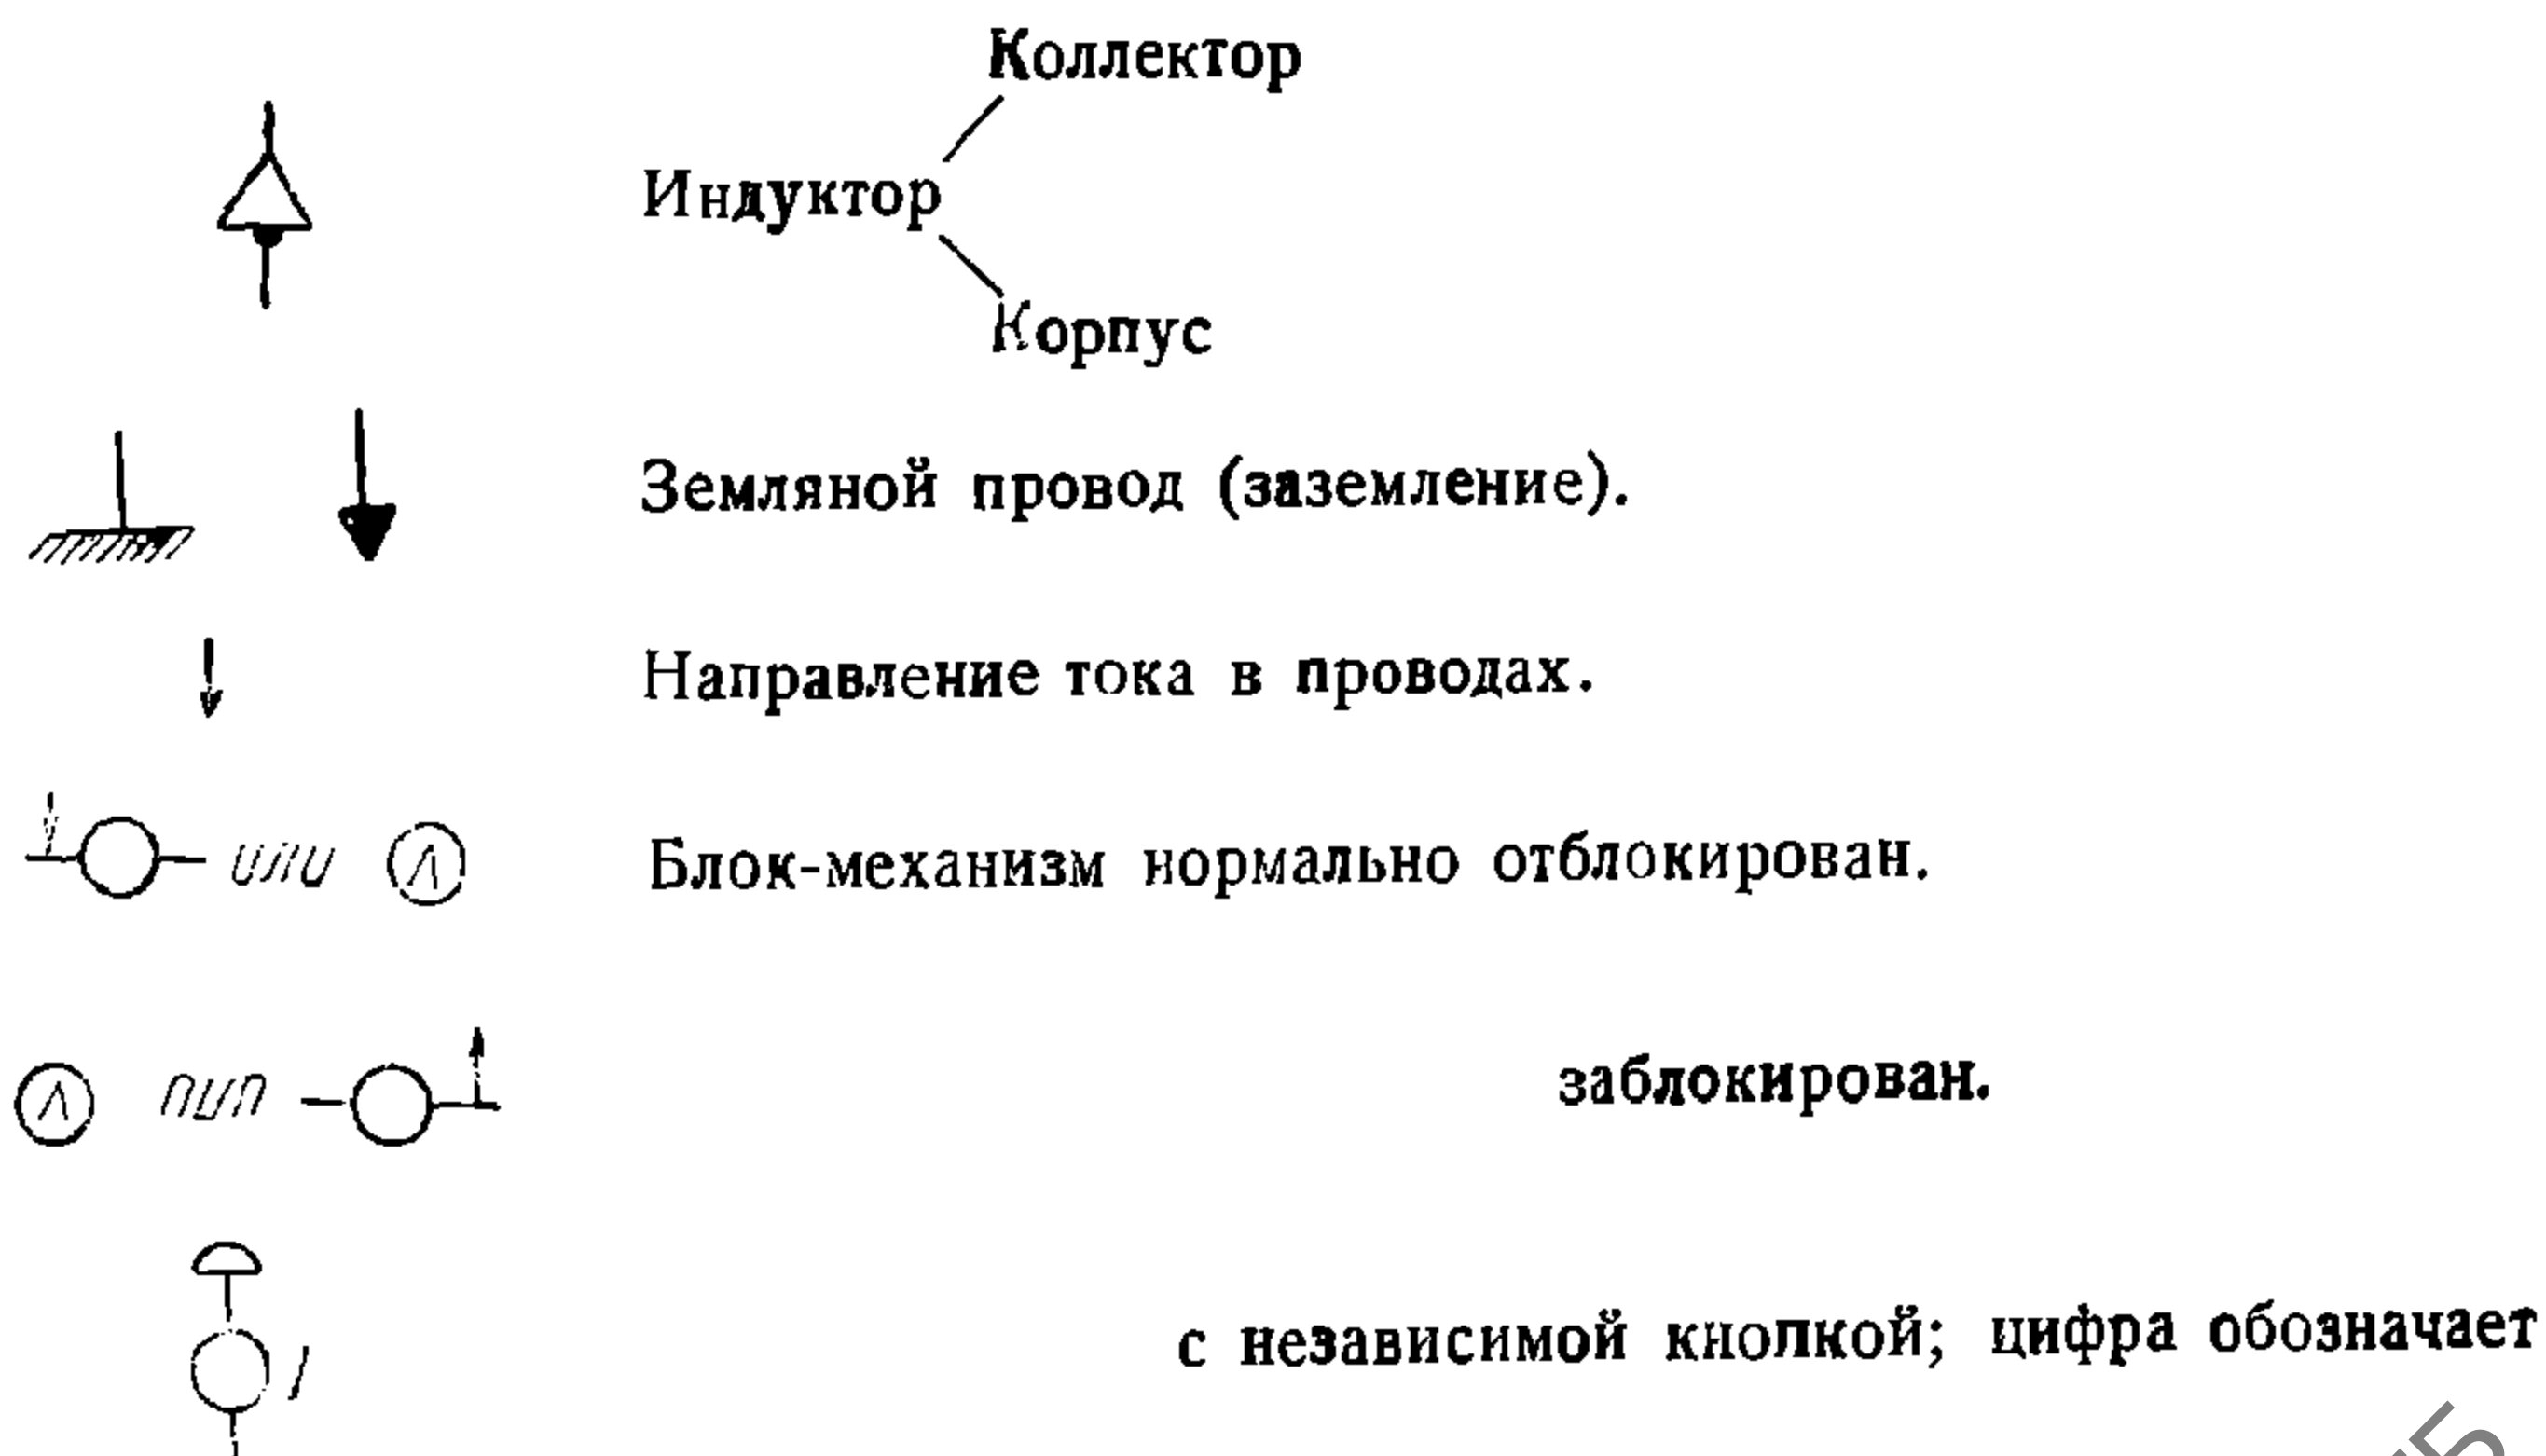 Коллектор
Индуктор
Корпус
Земляной провод (заземление).
Направление тока в проводах.
или Л Блок-механизм нормально отблокирован.
Л заблокирован.
1 с независимой кнопкой; цифра обозначает